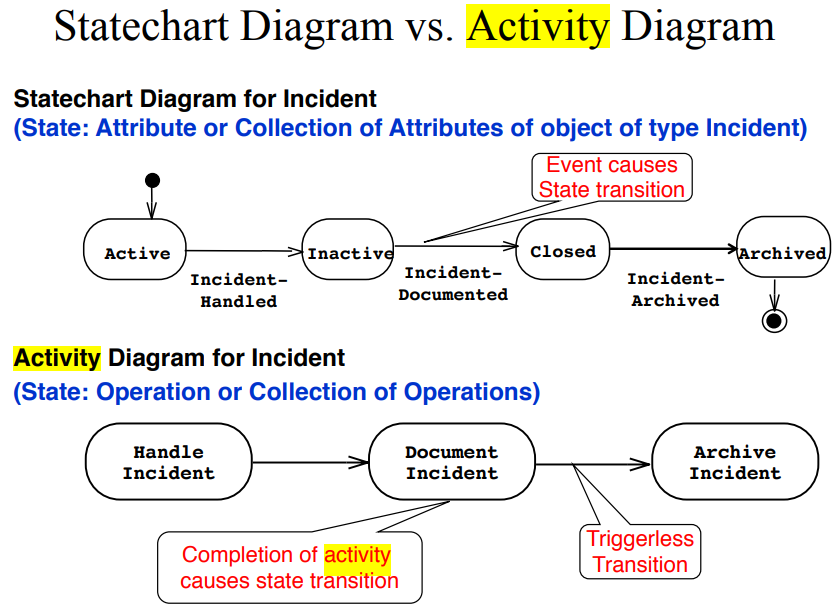 Statechart Diagram vs. Activity Diagram
Statechart Diagram for Incident
(State: Attribute or Collection of Attributes of object of type Incident)
Event causes
State transition
Active
Inactive
Closed
Archived
Incident-
Handled
Incident-
Documented
Incident-
Archived
Activity Diagram for Incident
(State: Operation or Collection of Operations)
Handle
Incident
Document
Incident
Archive
Incident
Completion of activity
causes state transition
Triggerless
Transition